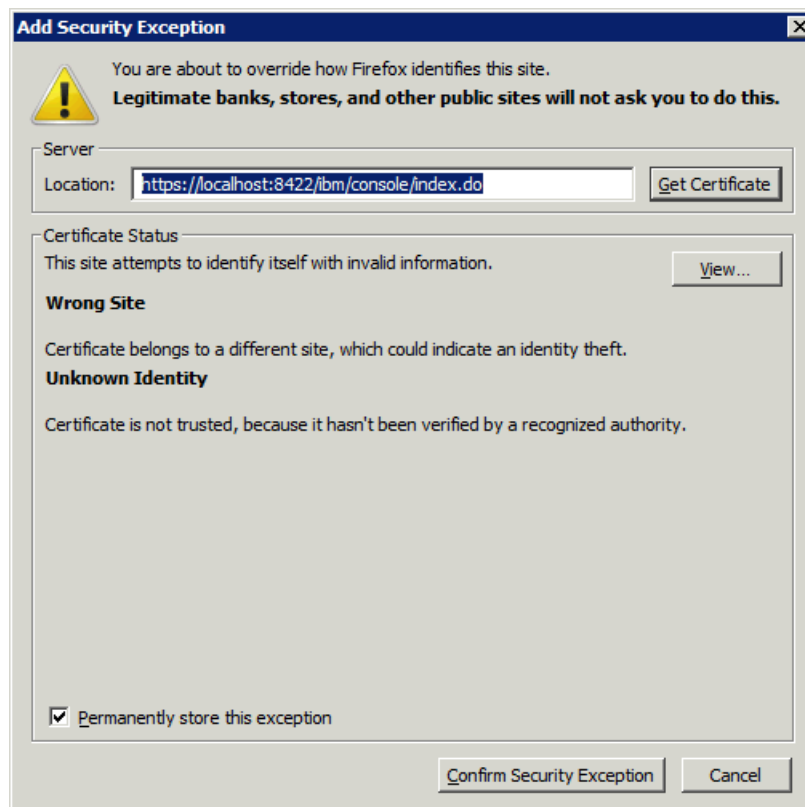 Add Security Exception
You are about to override how Firefox identifies this site.
Legitimate banks, stores, and other public sites will not ask you to do this.
Server
Location: https://localhost:8422/ibm/console/index.do Get Certificate
Certificate Status
This site attempts to identify itself with invalid information.
View...
Wrong Site
Certificate belongs to a different site, which could indicate an identity theft.
Unknown Identity
Certificate is not trusted, because it hasn't been verified by a recognized authority.
Permanently store this exception
Confirm Security Exception Cancel